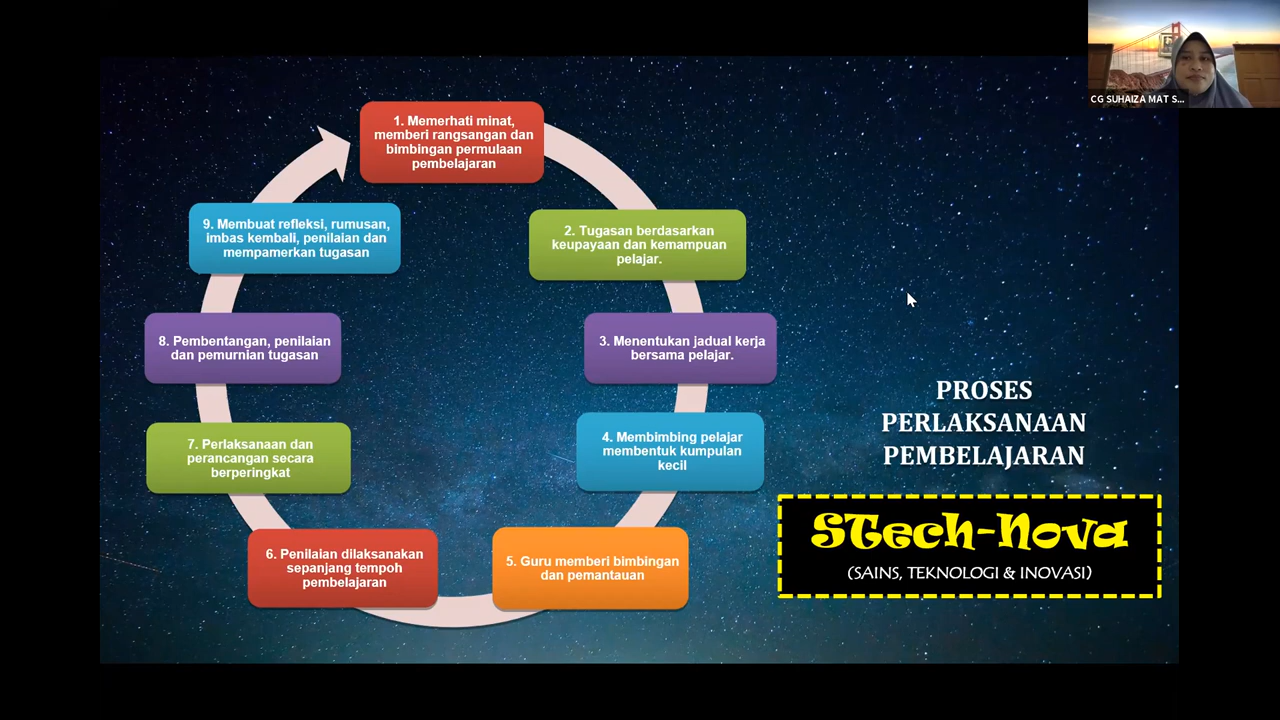 CG SUHAIZA MAT S...
1. Memerhati minat,
memberi rangsangan dan
bimbingan permulaan
pembelajaran
2. Tugasan berdasarkan
keupayaan dan kemampuan
pelajar.
3. Menentukan jadual kerja
bersama pelajar.
4. Membimbing pelajar
membentuk kumpulan
kecil
5. Guru memberi bimbingan
dan pemantauan
6. Penilaian dilaksanakan
sepanjang tempoh
pembelajaran
7. Perlaksanaan dan
perancangan secara
berperingkat
8. Pembentangan, penilaian
dan pemurnian tugasan
9. Membuat refleksi, rumusan,
imbas kembali, penilaian dan
mempamerkan tugasan
PROSES
PERLAKSANAAN
PEMBELAJARAN
STech-Nova
(SAINS, TEKNOLOGI & INOVASI)